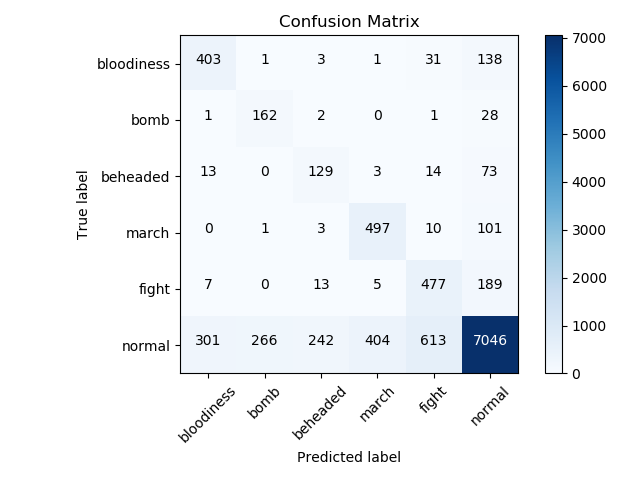 Confusion Matrix
bloodiness 403 1 3 1 31 138
bomb 1 162 2 0 1 28
beheaded 13 0 129 3 14 73
march 0 1 3 497 10 101
fight 7 0 13 5 477 189
normal 301 266 242 404 613 7046
bloodiness bomb beheaded march fight normal
True label
Predicted label
7000
6000
5000
4000
3000
2000
1000
0